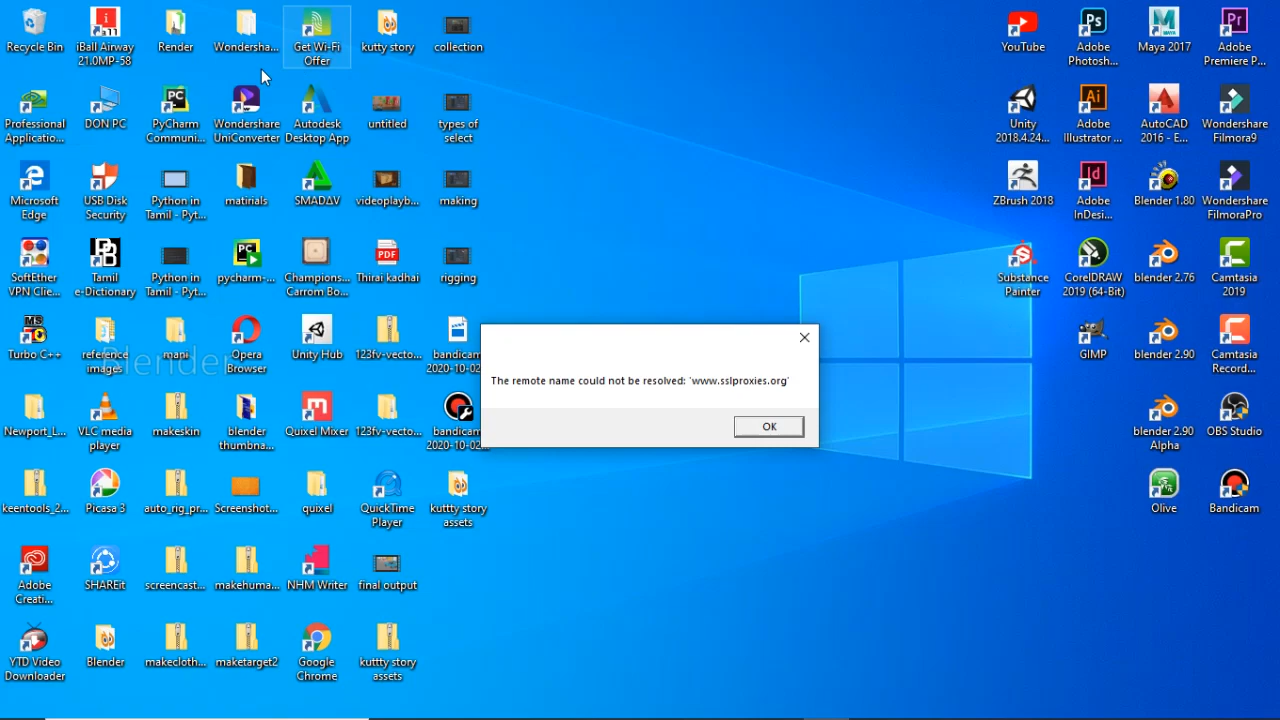 Recycle Bin
iBall Airway
21.0MP-58
Render
Wondersha...
Get Wi-Fi
Offer
kutty story
collection
YouTube
Adobe
Photosh...
Maya 2017
Adobe
Premiere P...
Professional
Applicatio...
DON PC
PyCharm
Communi...
Wondershare
UniConverter
Autodesk
Desktop App
untitled
types of
select
Unity
2018.4.24...
Adobe
Illustrator ...
AutoCAD
2016 - E...
Wondershare
Filmora9
Microsoft
Edge
USB Disk
Security
Python in
Tamil - Pyt...
matirials
SMADAV
videoplayb...
making
ZBrush 2018
Adobe
InDesi...
Blender 1.80
Wondershare
FilmoraPro
SoftEther
VPN Clie...
Tamil
e-Dictionary
Python in
Tamil - Pyt...
pycharm-...
Champions...
Carrom Bo...
Thirai kadhai
rigging
Substance
Painter
CorelDRAW
2019 (64-Bit)
blender 2.76
Camtasia
2019
Turbo C++
reference
images
mani
Opera
Browser
Unity Hub
123fv-vecto...
bandicam
2020-10-02...
GIMP
blender 2.90
Camtasia
Record...
Blender
The remote name could not be resolved: 'www.sslproxies.org'
OK
Newport_L...
VLC media
player
makeskin
blender
thumbna...
Quixel Mixer
123fv-vecto...
bandicam
2020-10-02...
blender 2.90
Alpha
OBS Studio
keentools_2...
Picasa 3
auto_rig_pr...
Screenshot...
quixel
QuickTime
Player
kuttty story
assets
Olive
Bandicam
Adobe
Creati...
SHAREit
screencast...
makehuma...
NHM Writer
final output
YTD Video
Downloader
Blender
makecloth...
maketarget2
Google
Chrome
kuttty story
assets